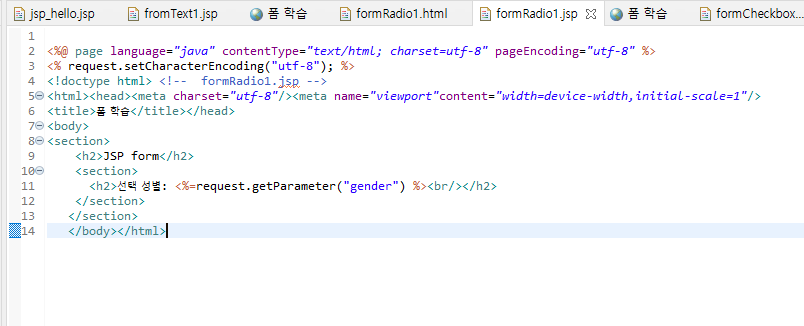 jsp_hello.jsp fromText1.jsp 폼 학습 formRadio1.html formRadio1.jsp 폼 학습 formCheckbox...
1
2 <%@ page language="java" contentType="text/html; charset=utf-8" pageEncoding="utf-8" %>
3 <% request.setCharacterEncoding("utf-8"); %>
4 <!doctype html> <!--  formRadio1.jsp -->
5 <html><head><meta charset="utf-8"/><meta name="viewport"content="width=device-width,initial-scale=1"/>
6 <title>폼 학습</title></head>
7 <body>
8 <section>
9     <h2>JSP form</h2>
10     <section>
11       <h2>선택 성별: <%=request.getParameter("gender") %><br/></h2>
12     </section>
13    </section>
14    </body></html>